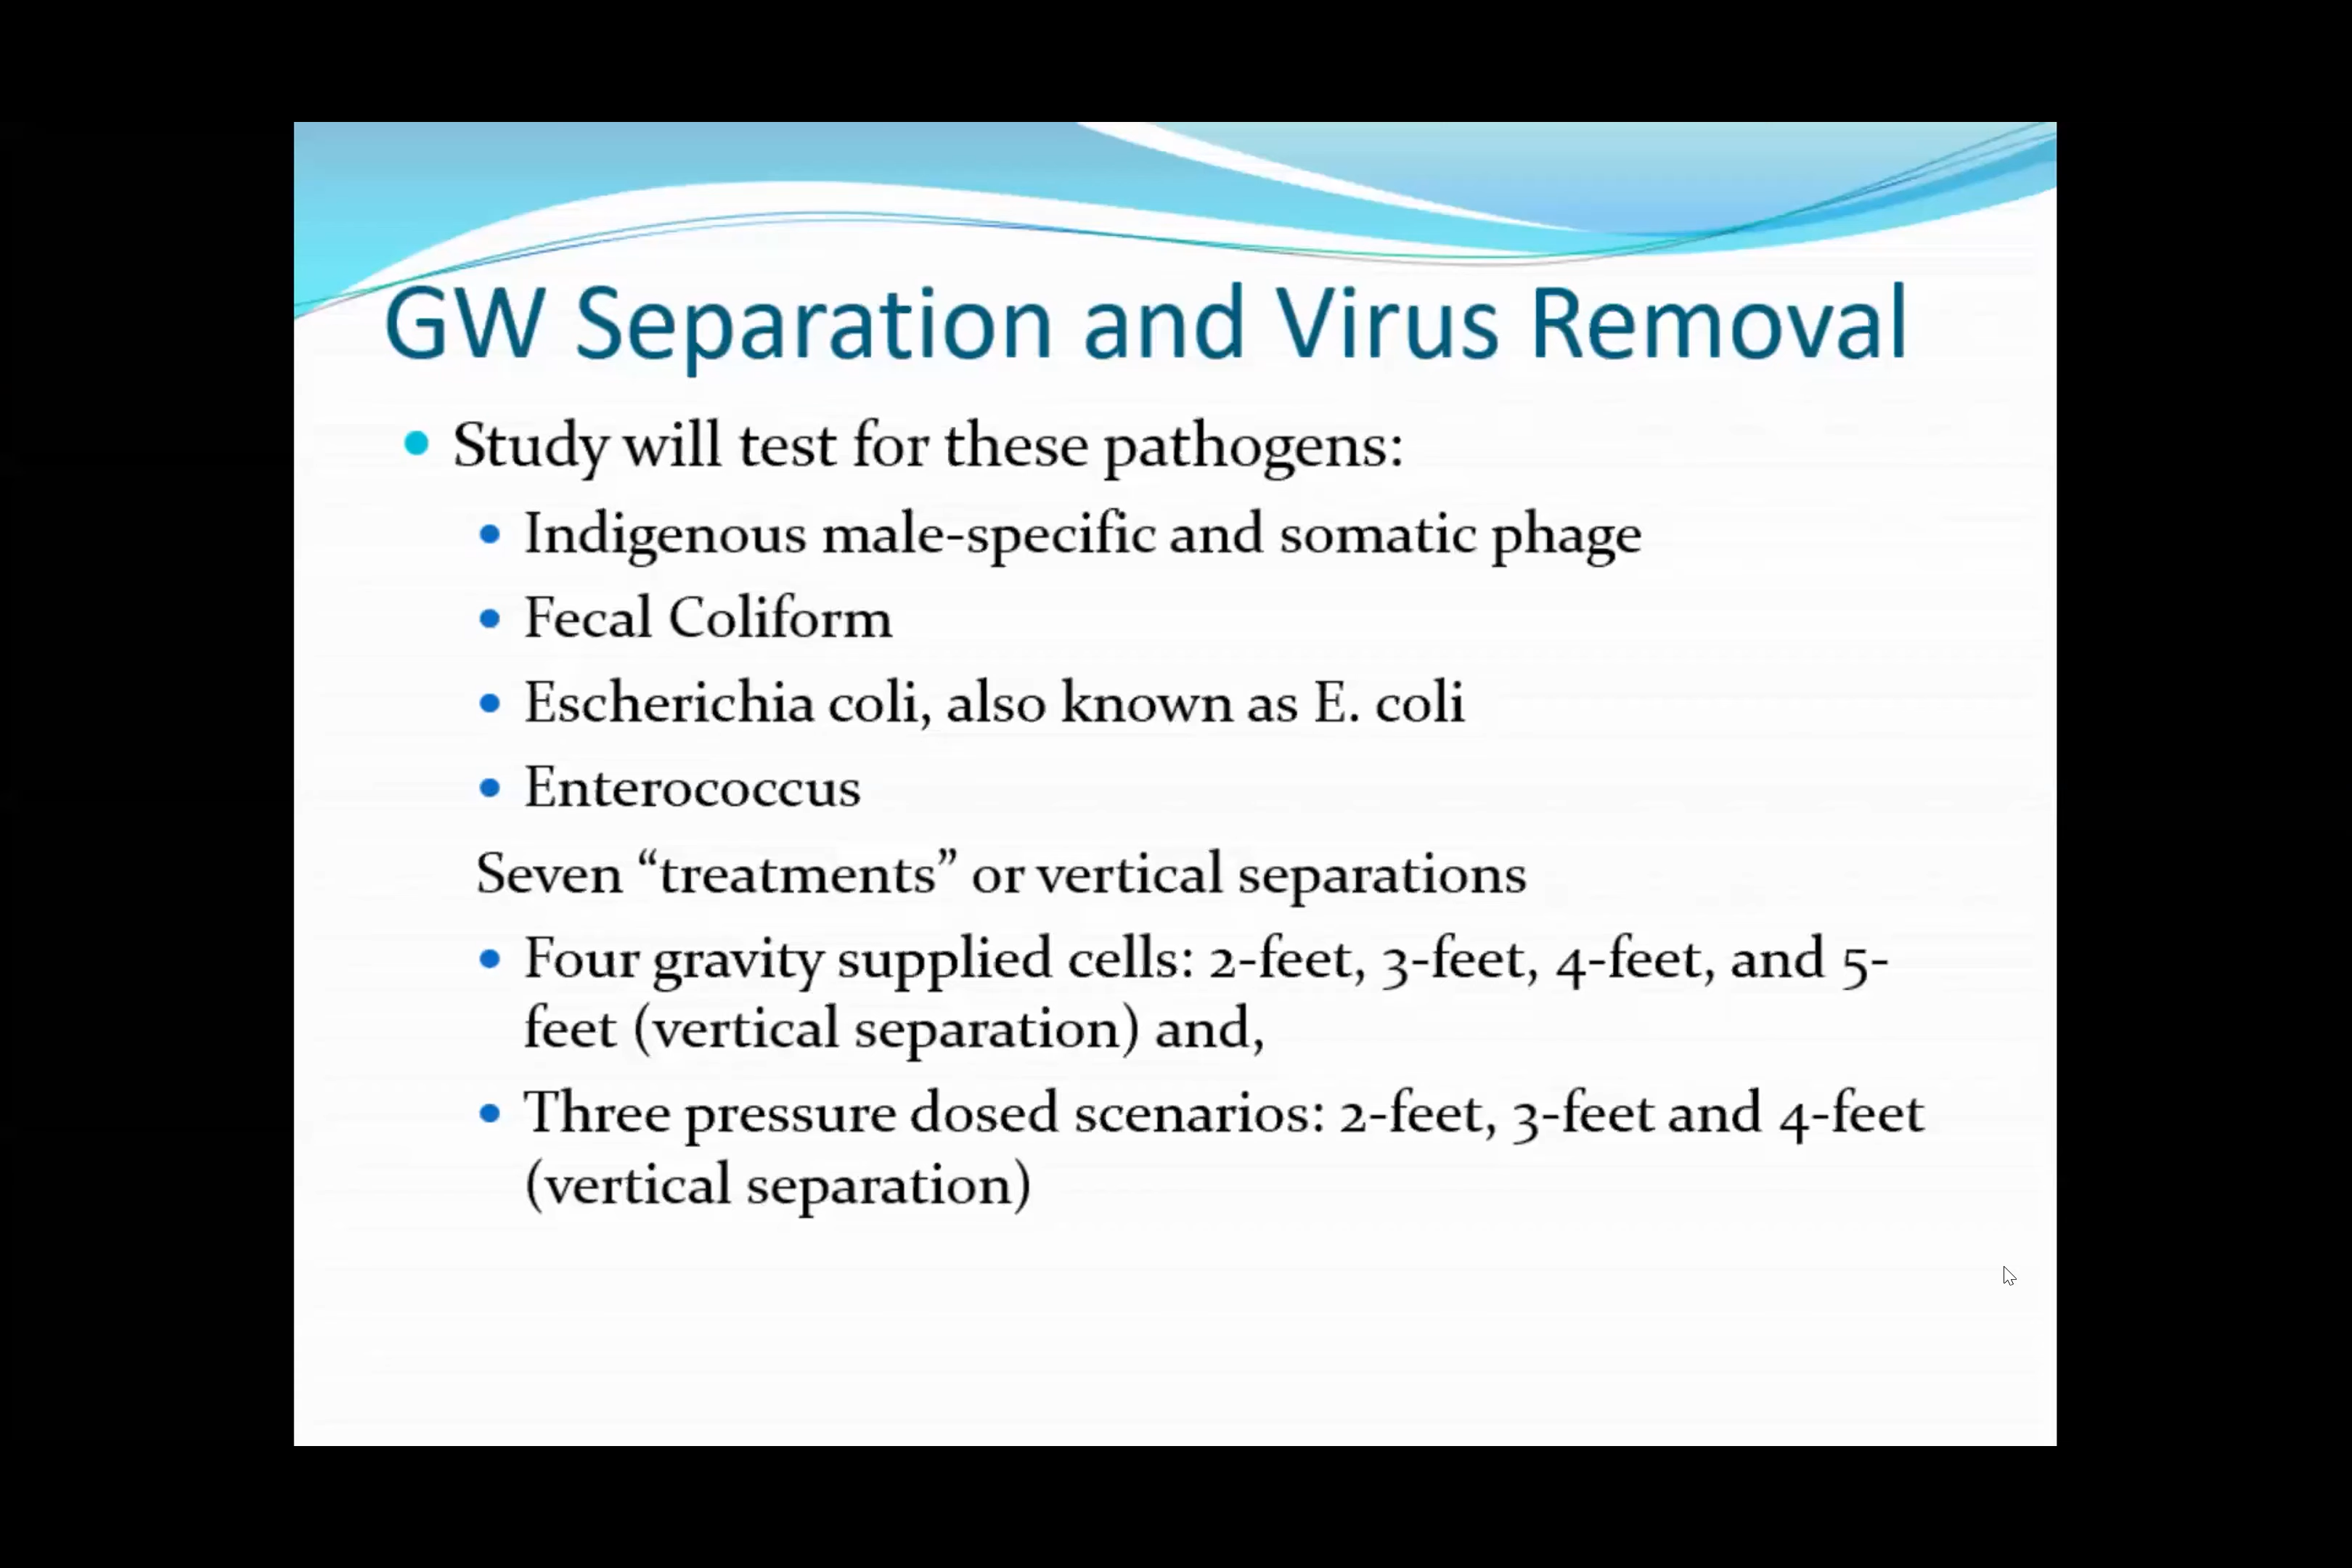 GW Separation and Virus Removal
• Study will test for these pathogens:
• Indigenous male-specific and somatic phage
• Fecal Coliform
• Escherichia coli, also known as E. coli
• Enterococcus
Seven “treatments” or vertical separations
• Four gravity supplied cells: 2-feet, 3-feet, 4-feet, and 5-
feet (vertical separation) and,
• Three pressure dosed scenarios: 2-feet, 3-feet and 4-feet
(vertical separation)